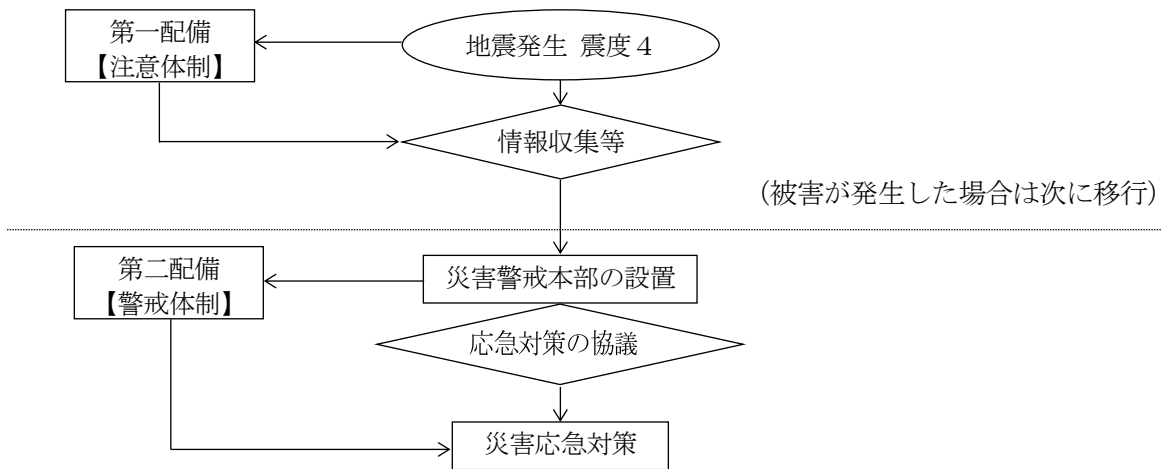 第一配備
【注意体制】
地震発生 震度４
情報収集等
（被害が発生した場合は次に移行）
第二配備
【警戒体制】
災害警戒本部の設置
応急対策の協議
災害応急対策